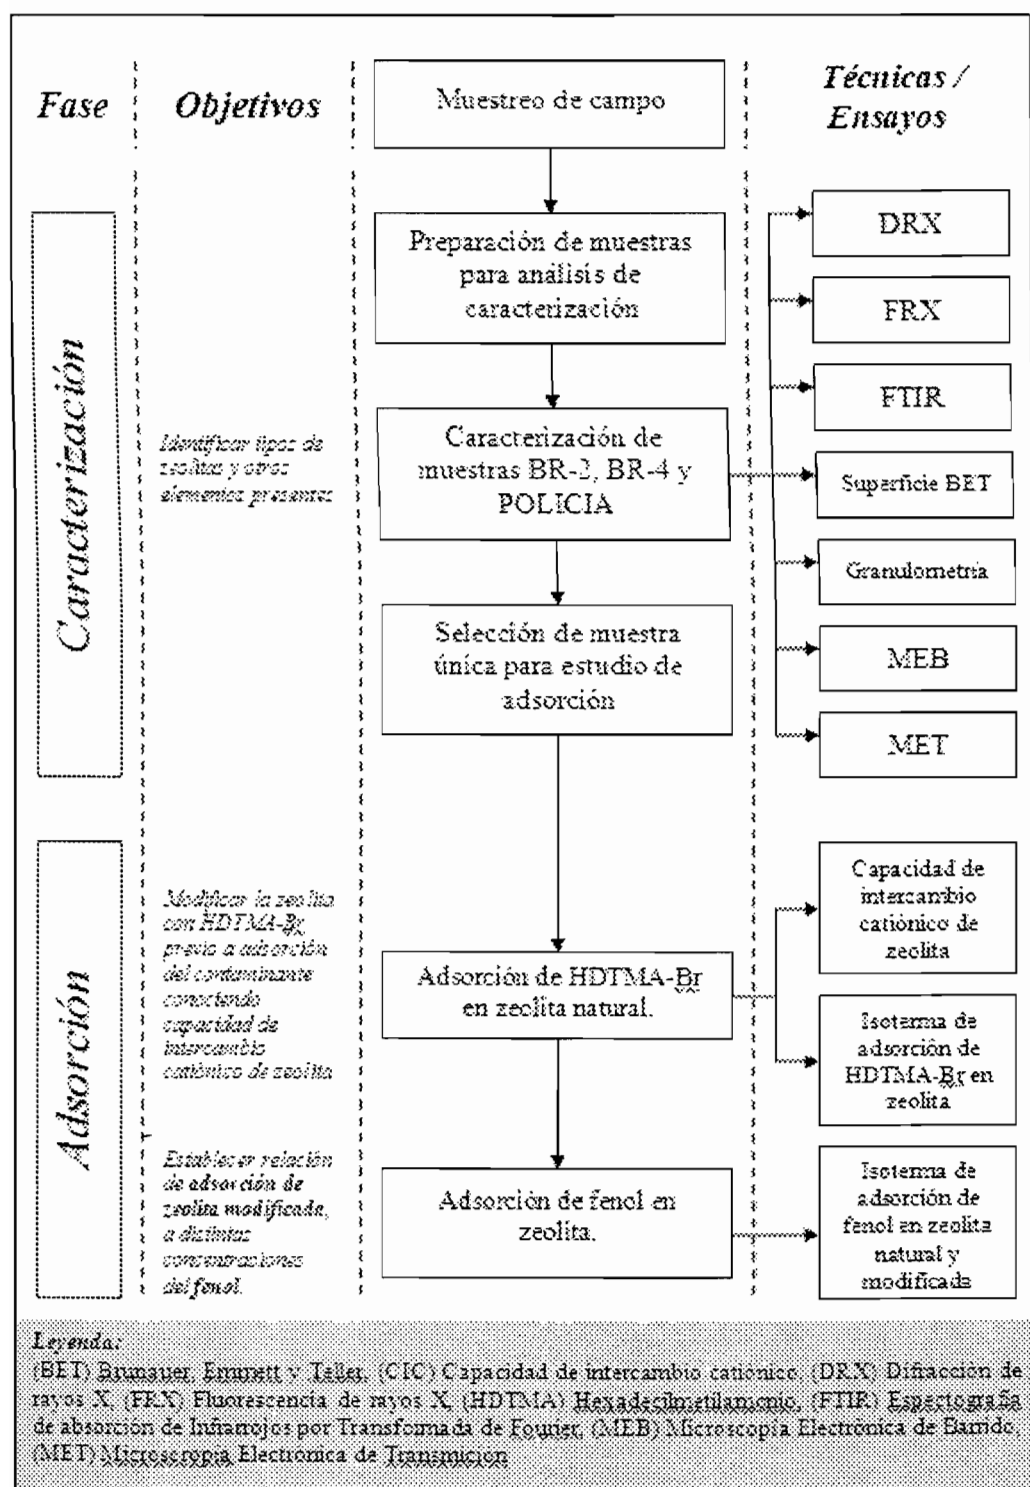 Fase
Objetivos
Muestreo de campo
Técnicas /
Ensayos
Caracterización
Identificar tipos de
zeolitas y otros
elementos presentes
Preparación de muestras
para análisis de
caracterización
Caracterización de
muestras BR-3, BR-4 y
POLICIA
Selección de muestra
única para estudio de
adsorción
DRX
FRX
FTIR
Superficie BET
Granulometría
MEB
MET
Adsorción
Modificar la zeolita
con HDTMA-Br
previo a adsorción
del contaminante
conociendo
capacidad de
intercambio
catiónico de zeolita
Adsorción de HDTMA-Br
en zeolita natural.
Capacidad de
intercambio
catiónico de
zeolita
Isoterma de
adsorción de
HDTMA-Br en
zeolita
Establecer relación
de adsorción de
zeolita modificada,
a distintas
concentraciones
del fenol.
Adsorción de fenol en
zeolita.
Isoterma de
adsorción de
fenol en zeolita
natural y
modificada
Leyenda:
(BET) Brunauer, Emmett y Teller, (CIC) Capacidad de intercambio catiónico, (DRX) Difracción de
rayos X, (FRX) Fluorescencia de rayos X, (HDTMA) Hexadecilmetilamonio, (FTIR) Espectografía
de absorción de Infrarrojos por Transformada de Fourier, (MEB) Microscopía Electrónica de Barrido,
(MET) Microscropía Electrónica de Transmicion